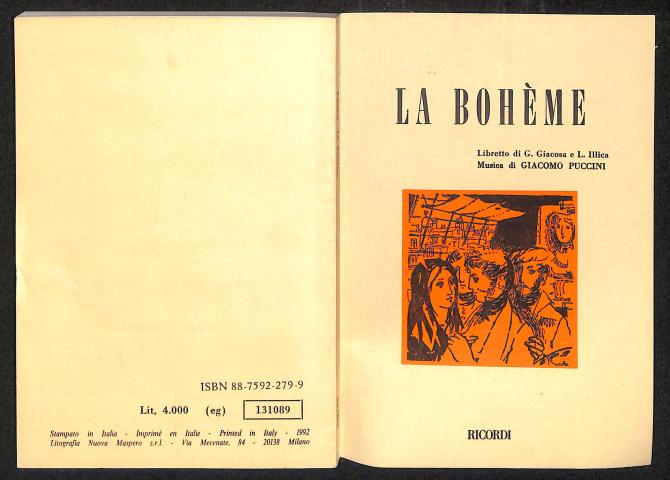 ISBN 88-7592-279-9
Lit. 4.000 (eg) 131089
Stampato in Italia - Imprimé en Italie - Printed in Italy - 1992
Litografia Nuova Maspero s.r.l. - Via Mecenate, 84 - 20138 Milano
LA BOHÈME
Libretto di G. Giacosa e L. Illica
Musica di GIACOMO PUCCINI
RICORDI